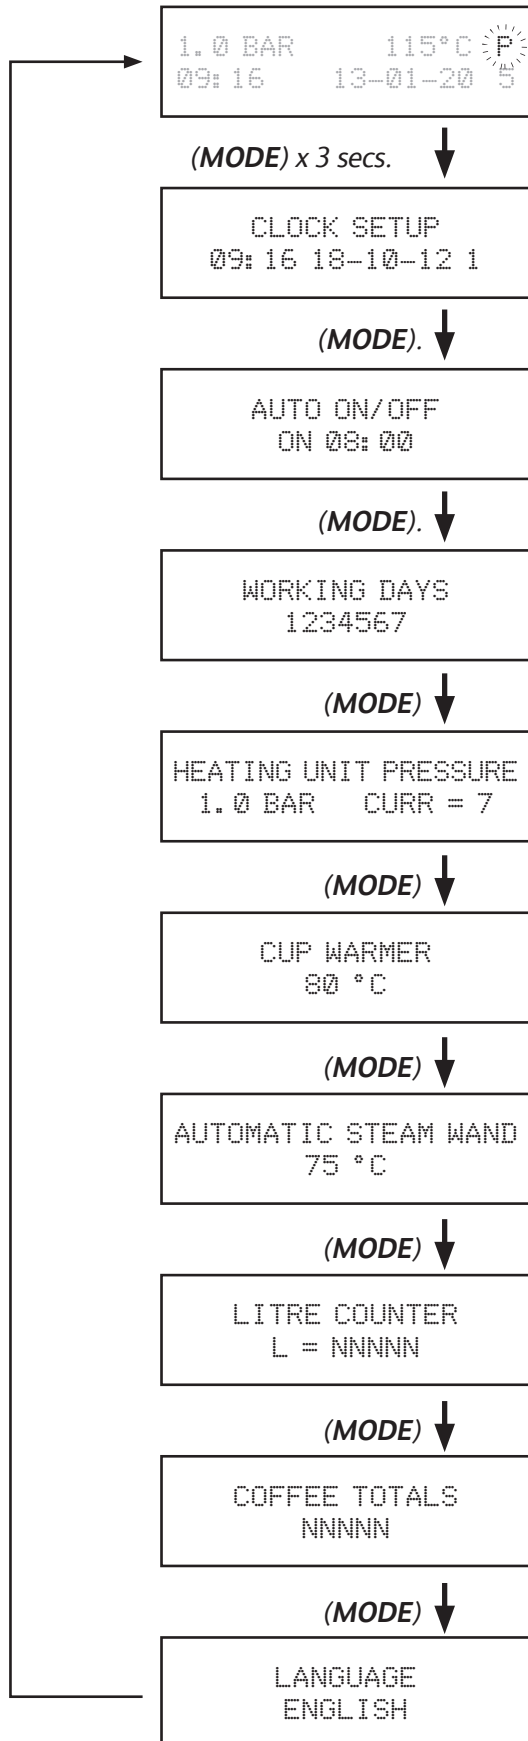 1.0 BAR 115°C P
09:16 13-01-20 5
(MODE) x 3 secs.
CLOCK SETUP
09:16 18-10-12 1
(MODE).
AUTO ON/OFF
ON 08:00
(MODE).
WORKING DAYS
1234567
(MODE)
HEATING UNIT PRESSURE
1.0 BAR CURR = 7
(MODE)
CUP WARMER
80 °C
(MODE)
AUTOMATIC STEAM WAND
75 °C
(MODE)
LITRE COUNTER
L = NNNNN
(MODE)
COFFEE TOTALS
NNNNN
(MODE)
LANGUAGE
ENGLISH